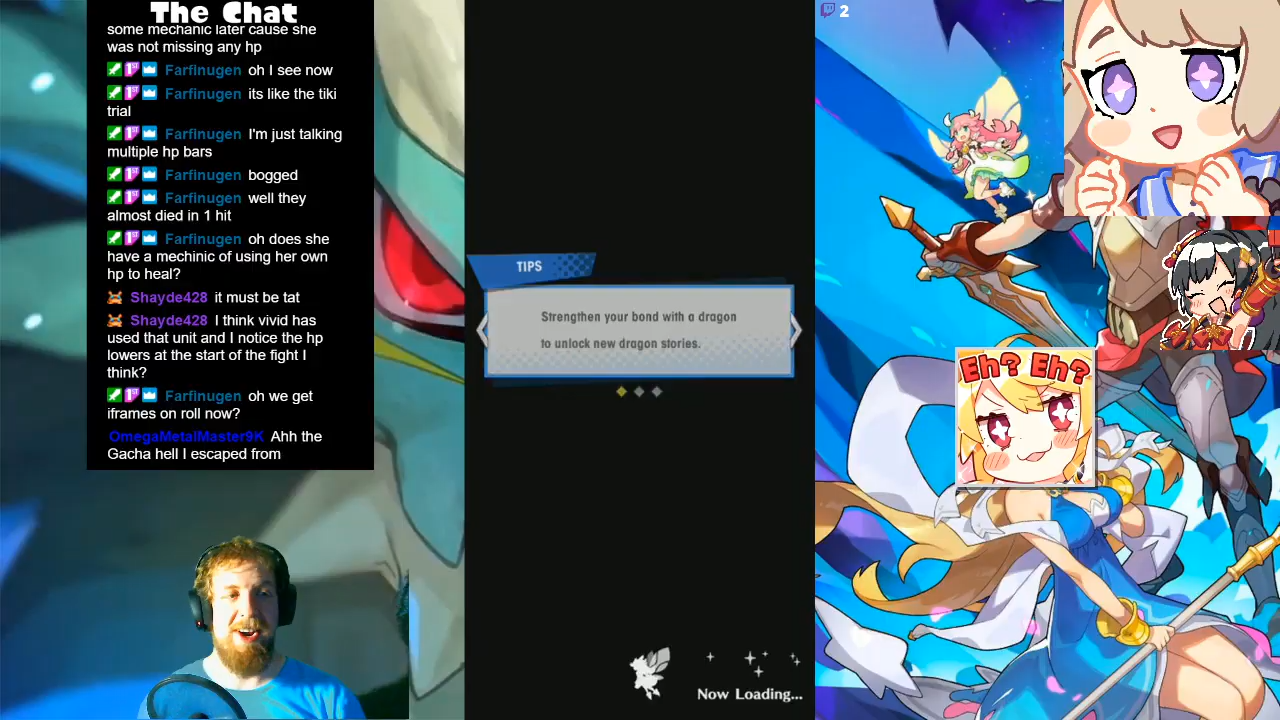 The Chat
some mechanic later cause she
was not missing any hp
Farfinugen oh I see now
Farfinugen its like the tiki
trial
Farfinugen I'm just talking
multiple hp bars
Farfinugen bogged
Farfinugen well they
almost died in 1 hit
Farfinugen oh does she
have a mechinic of using her own
hp to heal?
Shayde428 it must be tat
Shayde428 I think vivid has
used that unit and I notice the hp
lowers at the start of the fight I
think?
Farfinugen oh we get
iframes on roll now?
OmegaMetalMaster9K Ahh the
Gacha hell I escaped from
TIPS
Strengthen your bond with a dragon
to unlock new dragon stories.
Now Loading...
2
Eh? Eh?